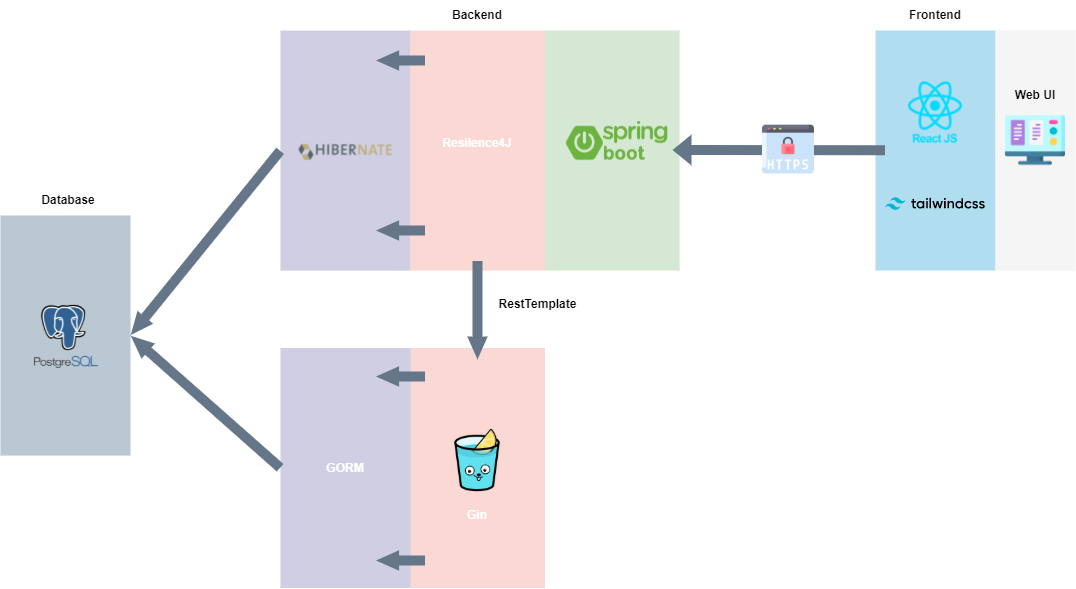 Backend
Frontend
Web UI
React JS
tailwindcss
HTTPS
spring
boot
Resilence4J
HIBERNATE
Database
PostgreSQL
RestTemplate
GORM
Gin